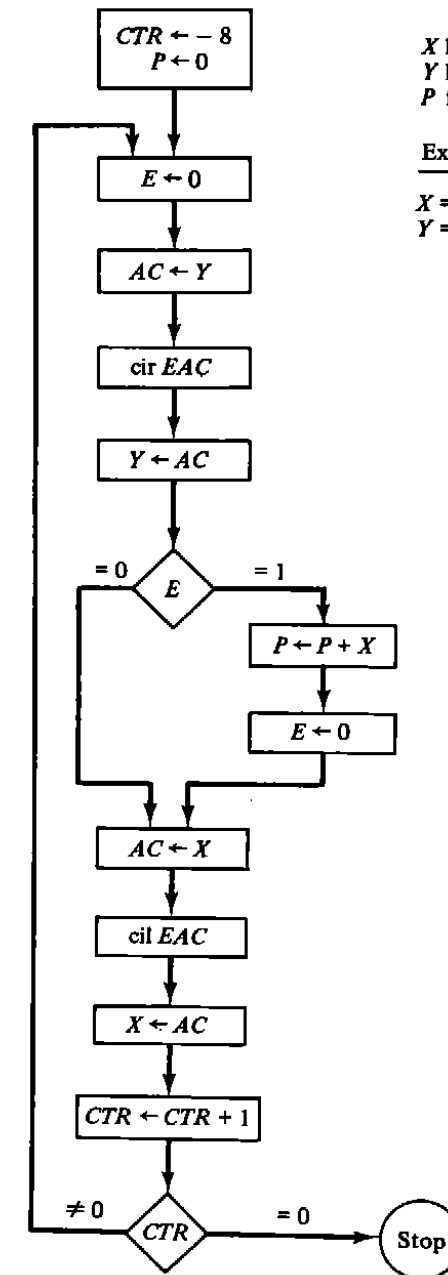 CTR ← − 8
P ← 0
X
Y
P
Ex
X =
Y =
E ← 0
AC ← Y
cir EAC
Y ← AC
= 0
E
= 1
P ← P + X
E ← 0
AC ← X
cil EAC
X ← AC
CTR ← CTR + 1
≠ 0
CTR
= 0
Stop